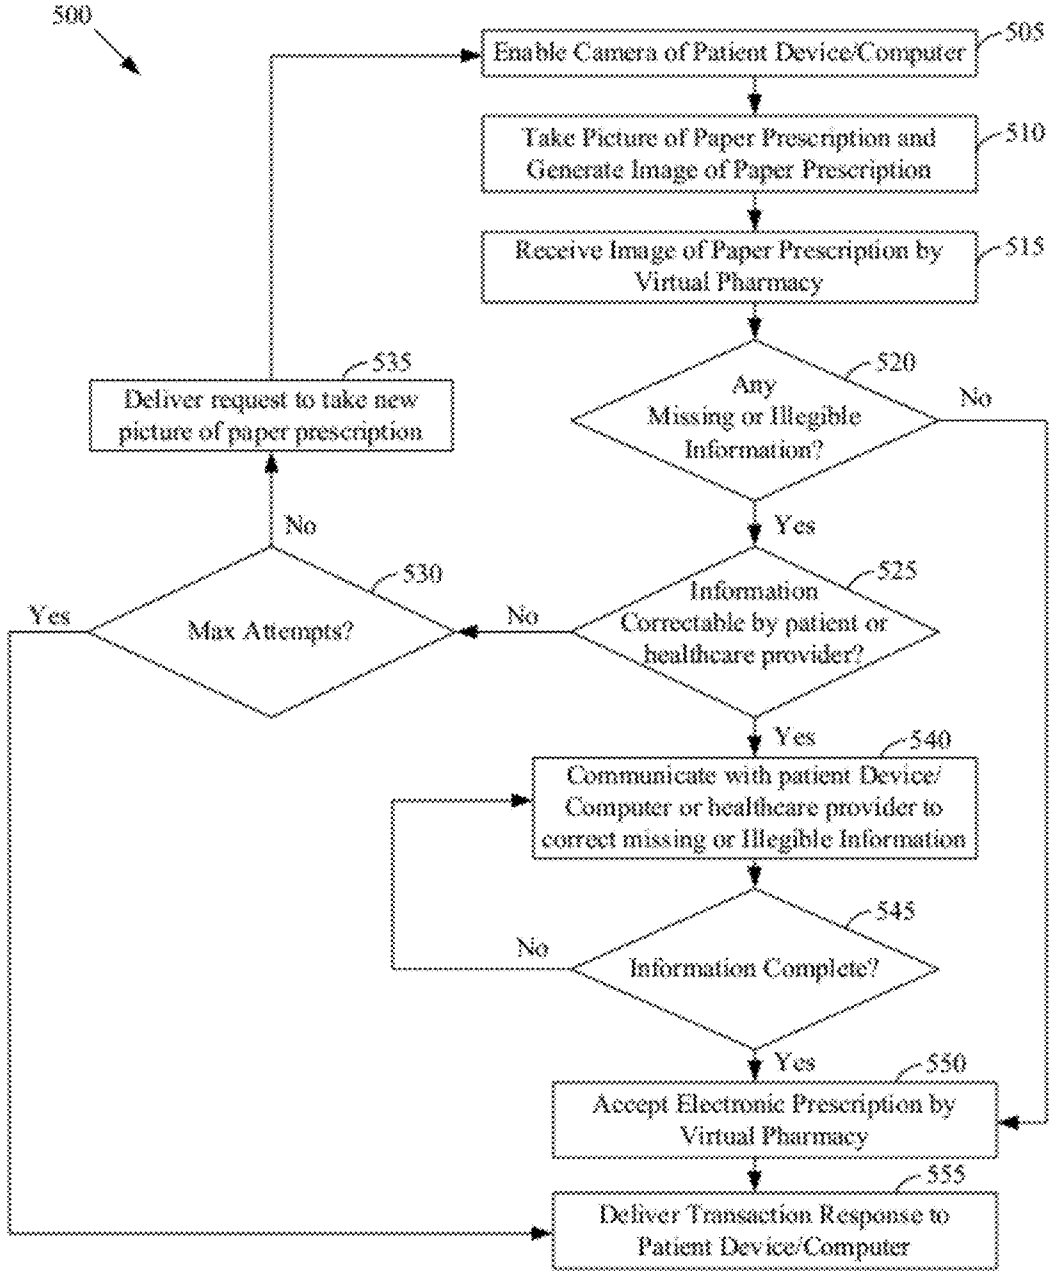 500
Enable Camera of Patient Device/Computer
505
Take Picture of Paper Prescription and
Generate Image of Paper Prescription
510
Receive Image of Paper Prescription by
Virtual Pharmacy
515
Any
Missing or Illegible
Information?
520
No
Yes
535
Deliver request to take new
picture of paper prescription
No
Information
Correctable by patient or
healthcare provider?
525
No
Yes
Max Attempts?
530
Yes
540
Communicate with patient Device/
Computer or healthcare provider to
correct missing or Illegible Information
Information Complete?
545
No
Yes
550
Accept Electronic Prescription by
Virtual Pharmacy
555
Deliver Transaction Response to
Patient Device/Computer